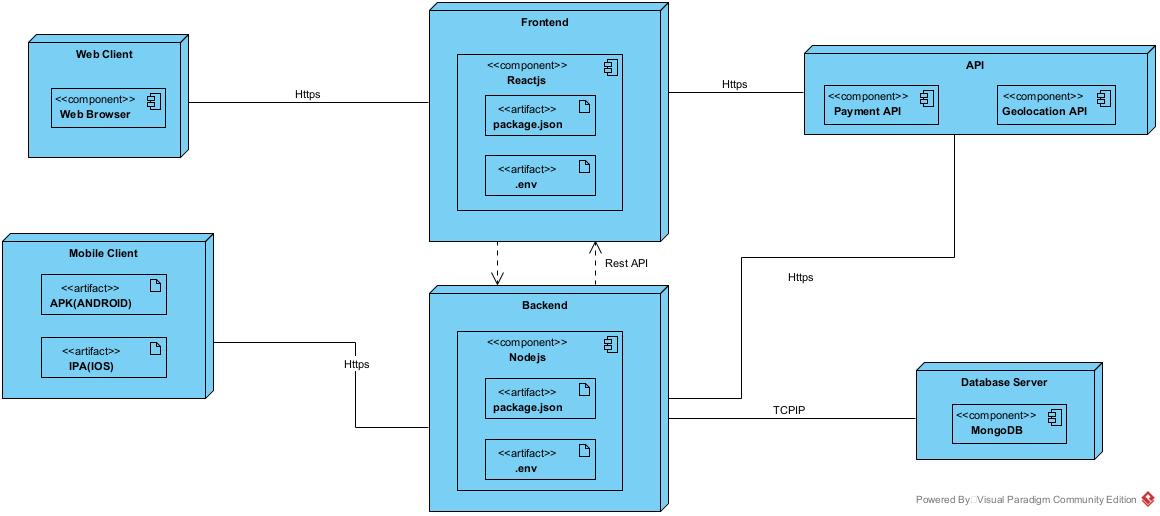 Web Client
<<component>>
Web Browser
Https
Frontend
<<component>>
Reactjs
<<artifact>>
package.json
<<artifact>>
.env
Https
API
<<component>>
Payment API
<<component>>
Geolocation API
Mobile Client
<<artifact>>
APK(ANDROID)
<<artifact>>
IPA(IOS)
Https
Rest API
Backend
<<component>>
Nodejs
<<artifact>>
package.json
<<artifact>>
.env
Https
TCPIP
Database Server
<<component>>
MongoDB
Powered By Visual Paradigm Community Edition